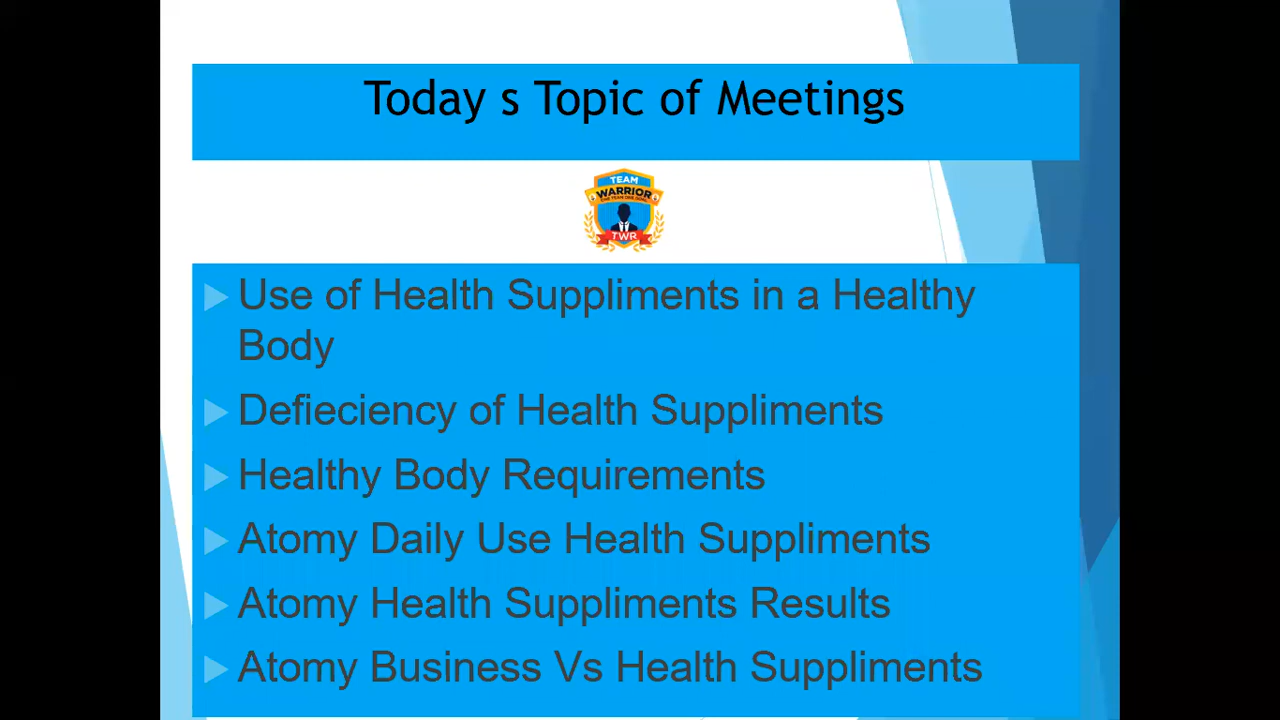 Today s Topic of Meetings
TEAM
WARRIOR
TWR
Use of Health Suppliments in a Healthy
Body
Defieciency of Health Suppliments
Healthy Body Requirements
Atomy Daily Use Health Suppliments
Atomy Health Suppliments Results
Atomy Business Vs Health Suppliments